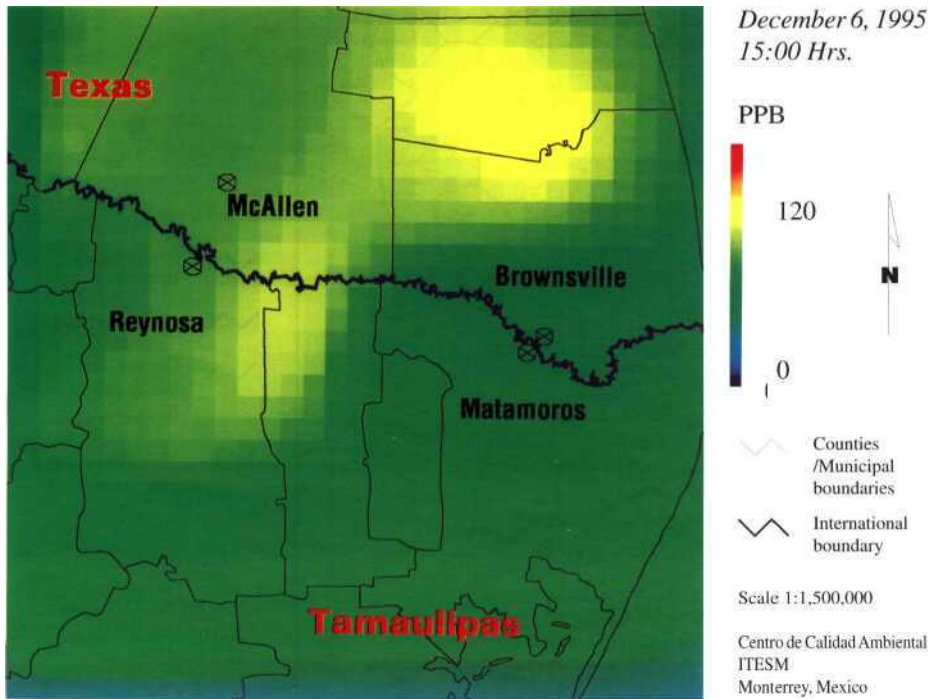 December 6, 1995
15:00 Hrs.
PPB
120
0
N
Texas
McAllen
Reynosa
Brownsville
Matamoros
Tamaulipas
Counties
/Municipal
boundaries
International
boundary
Scale 1:1,500,000
Centro de Calidad Ambiental
ITESM
Monterrey, Mexico